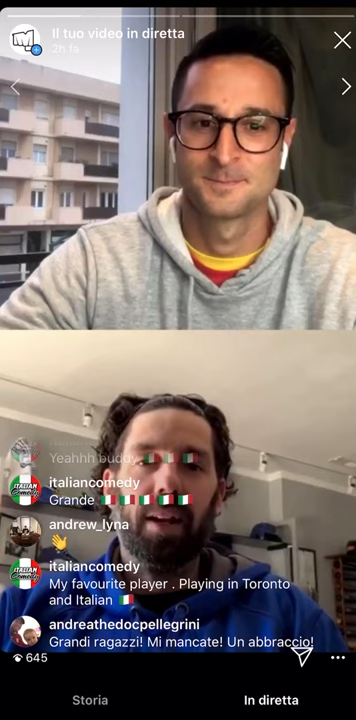 Il tuo video in diretta
2h fa
Yeahhh buddy 🇮🇹 🇮🇹 🇮🇹
italiancomedy
Grande 🇮🇹 🇮🇹 🇮🇹 🇮🇹 🇮🇹
andrew_lyna
👋
italiancomedy
My favourite player . Playing in Toronto
and Italian 🇮🇹
andreathedocpellegrini
Grandi ragazzi! Mi mancate! Un abbraccio!
645
Storia
In diretta